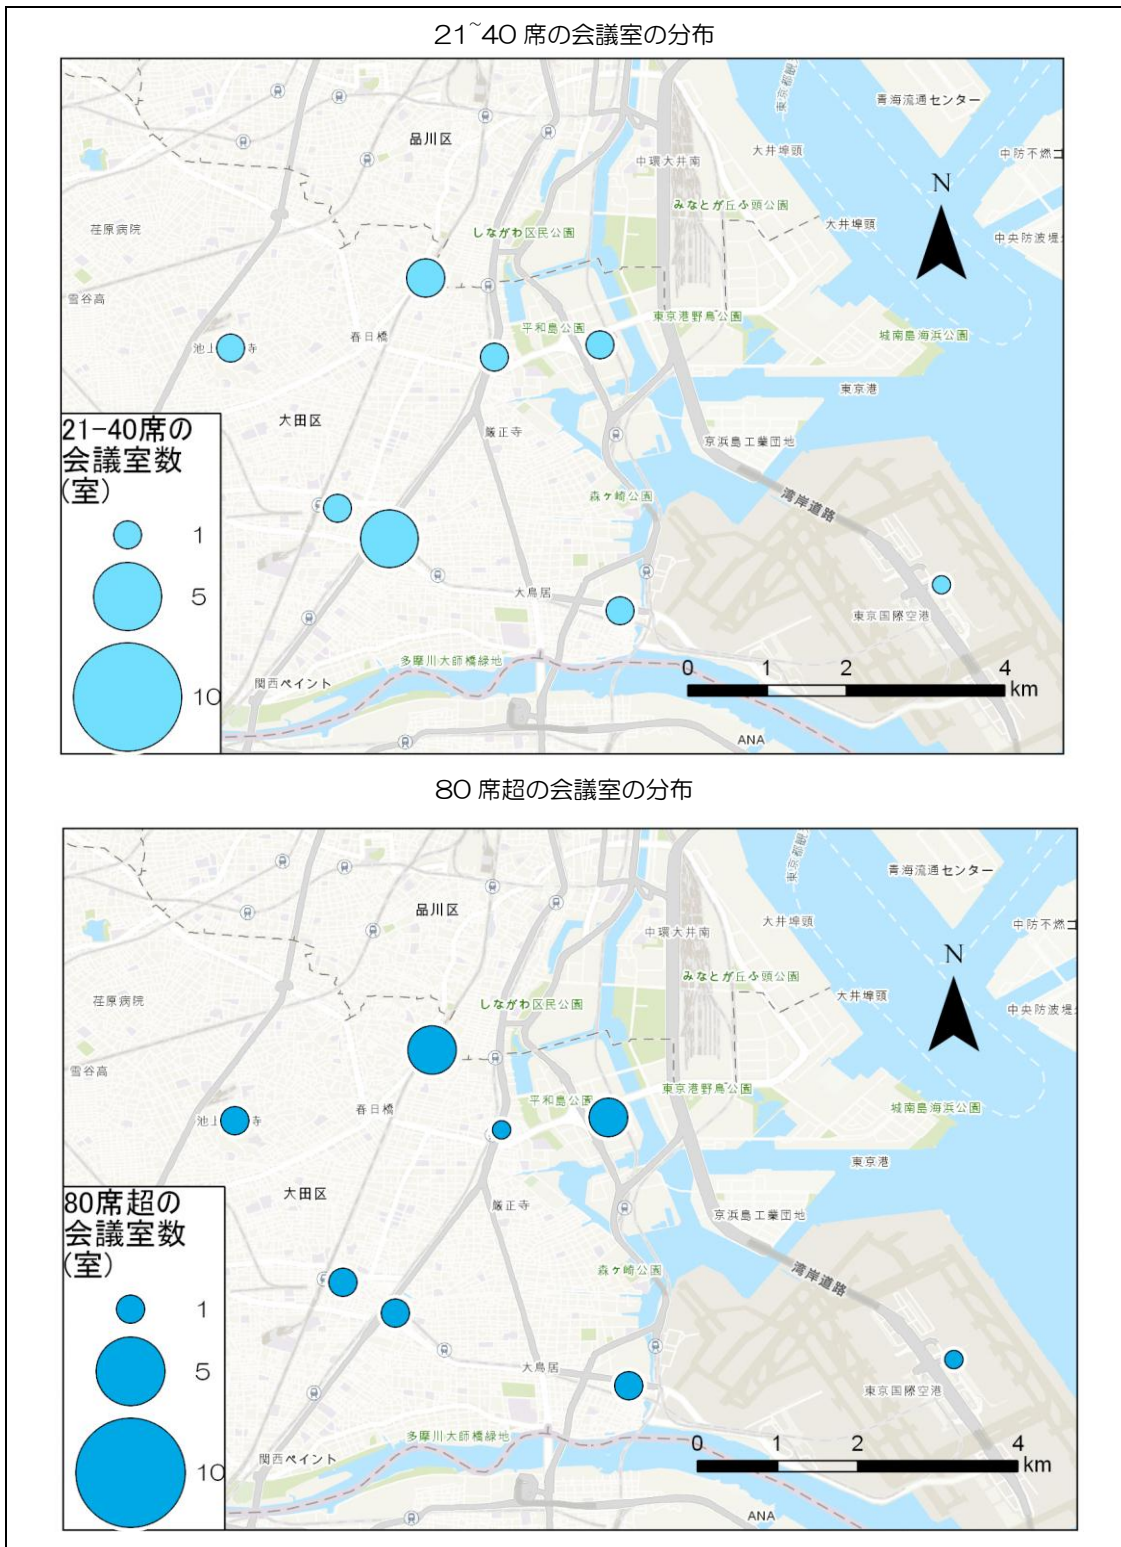 21~40 席の会議室の分布
東京都観
青海流通センター
品川区
中環大井南
大井埠頭
中防不燃ゴ
N
みなとが丘ふ頭公園
荏原病院
しながわ区民公園
大井埠頭
中央防波堤
雪谷高
平和島公園
東京港野鳥公園
城南島海浜公園
春日橋
池上
寺
東京港
大田区
厳正寺
京浜島工業団地
21-40席の
会議室数
(室)
森ケ崎公園
湾岸道路
1
5
大鳥居
東京国際空港
多摩川大師橋緑地
0 1 2 4
km
関西ペイント
10
ANA
80 席超の会議室の分布
東京都観
青海流通センター
品川区
中環大井南
大井埠頭
中防不燃ゴ
N
みなとが丘ふ頭公園
荏原病院
しながわ区民公園
大井埠頭
中央防波堤
雪谷高
平和島公園
東京港野鳥公園
城南島海浜公園
春日橋
池上
寺
東京港
大田区
厳正寺
京浜島工業団地
80席超の
会議室数
(室)
森ケ崎公園
湾岸道路
1
5
大鳥居
東京国際空港
多摩川大師橋緑地
0 1 2 4
km
関西ペイント
10
ANA